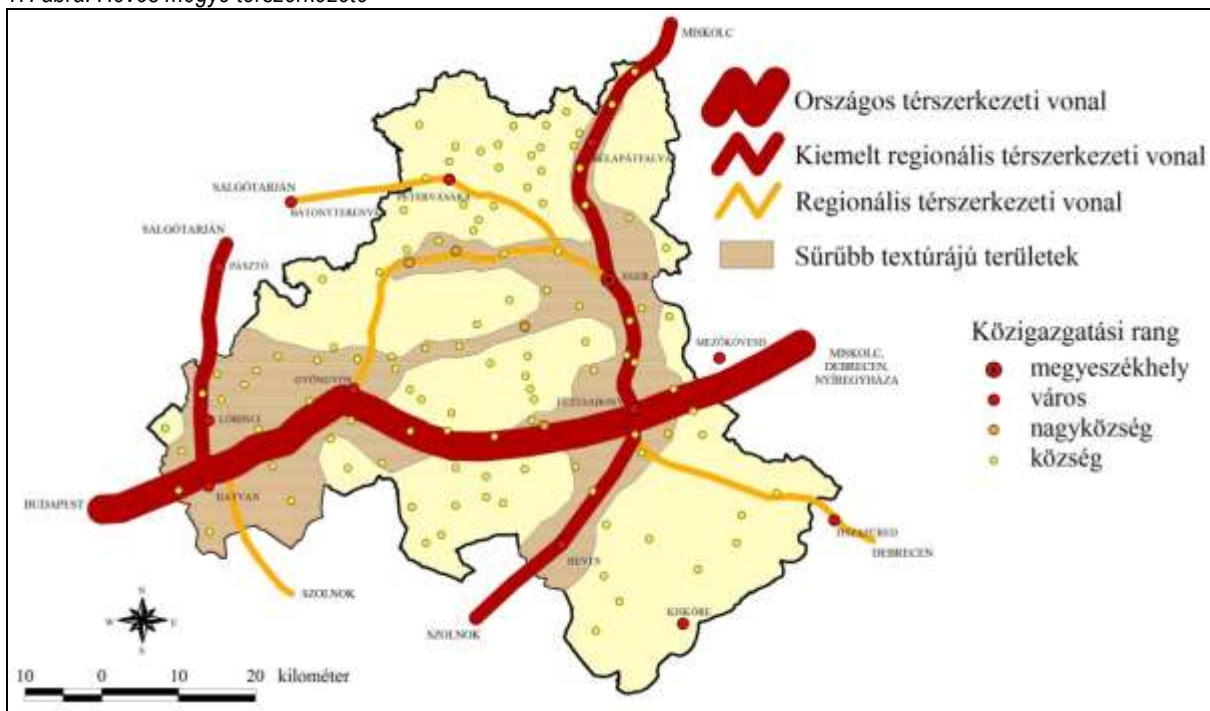 MISKOLC
Országos térszerkezeti vonal
Kiemelt regionális térszerkezeti vonal
Regionális térszerkezeti vonal
Sűrűbb textúrájú területek
BÉLAPÁTFALVA
SALGÓTARJÁN
PÉTERVÁSÁRA
BÁTONYTERENYE
SALGÓTARJÁN
PÁSZTÓ
EGER
MEZŐKÖVESD
MISKOLC,
DEBRECEN,
NYÍREGYHÁZA
Közigazgatási rang
megyeszékhely
város
nagyközség
község
GYÖNGYÖS
FÜZESABONY
LŐRINCI
HATVAN
BUDAPEST
TISZAFÜRED
DEBRECEN
HEVES
SZOLNOK
KISKÖRE
SZOLNOK
N
W
E
S
10 0 10 20 kilométer